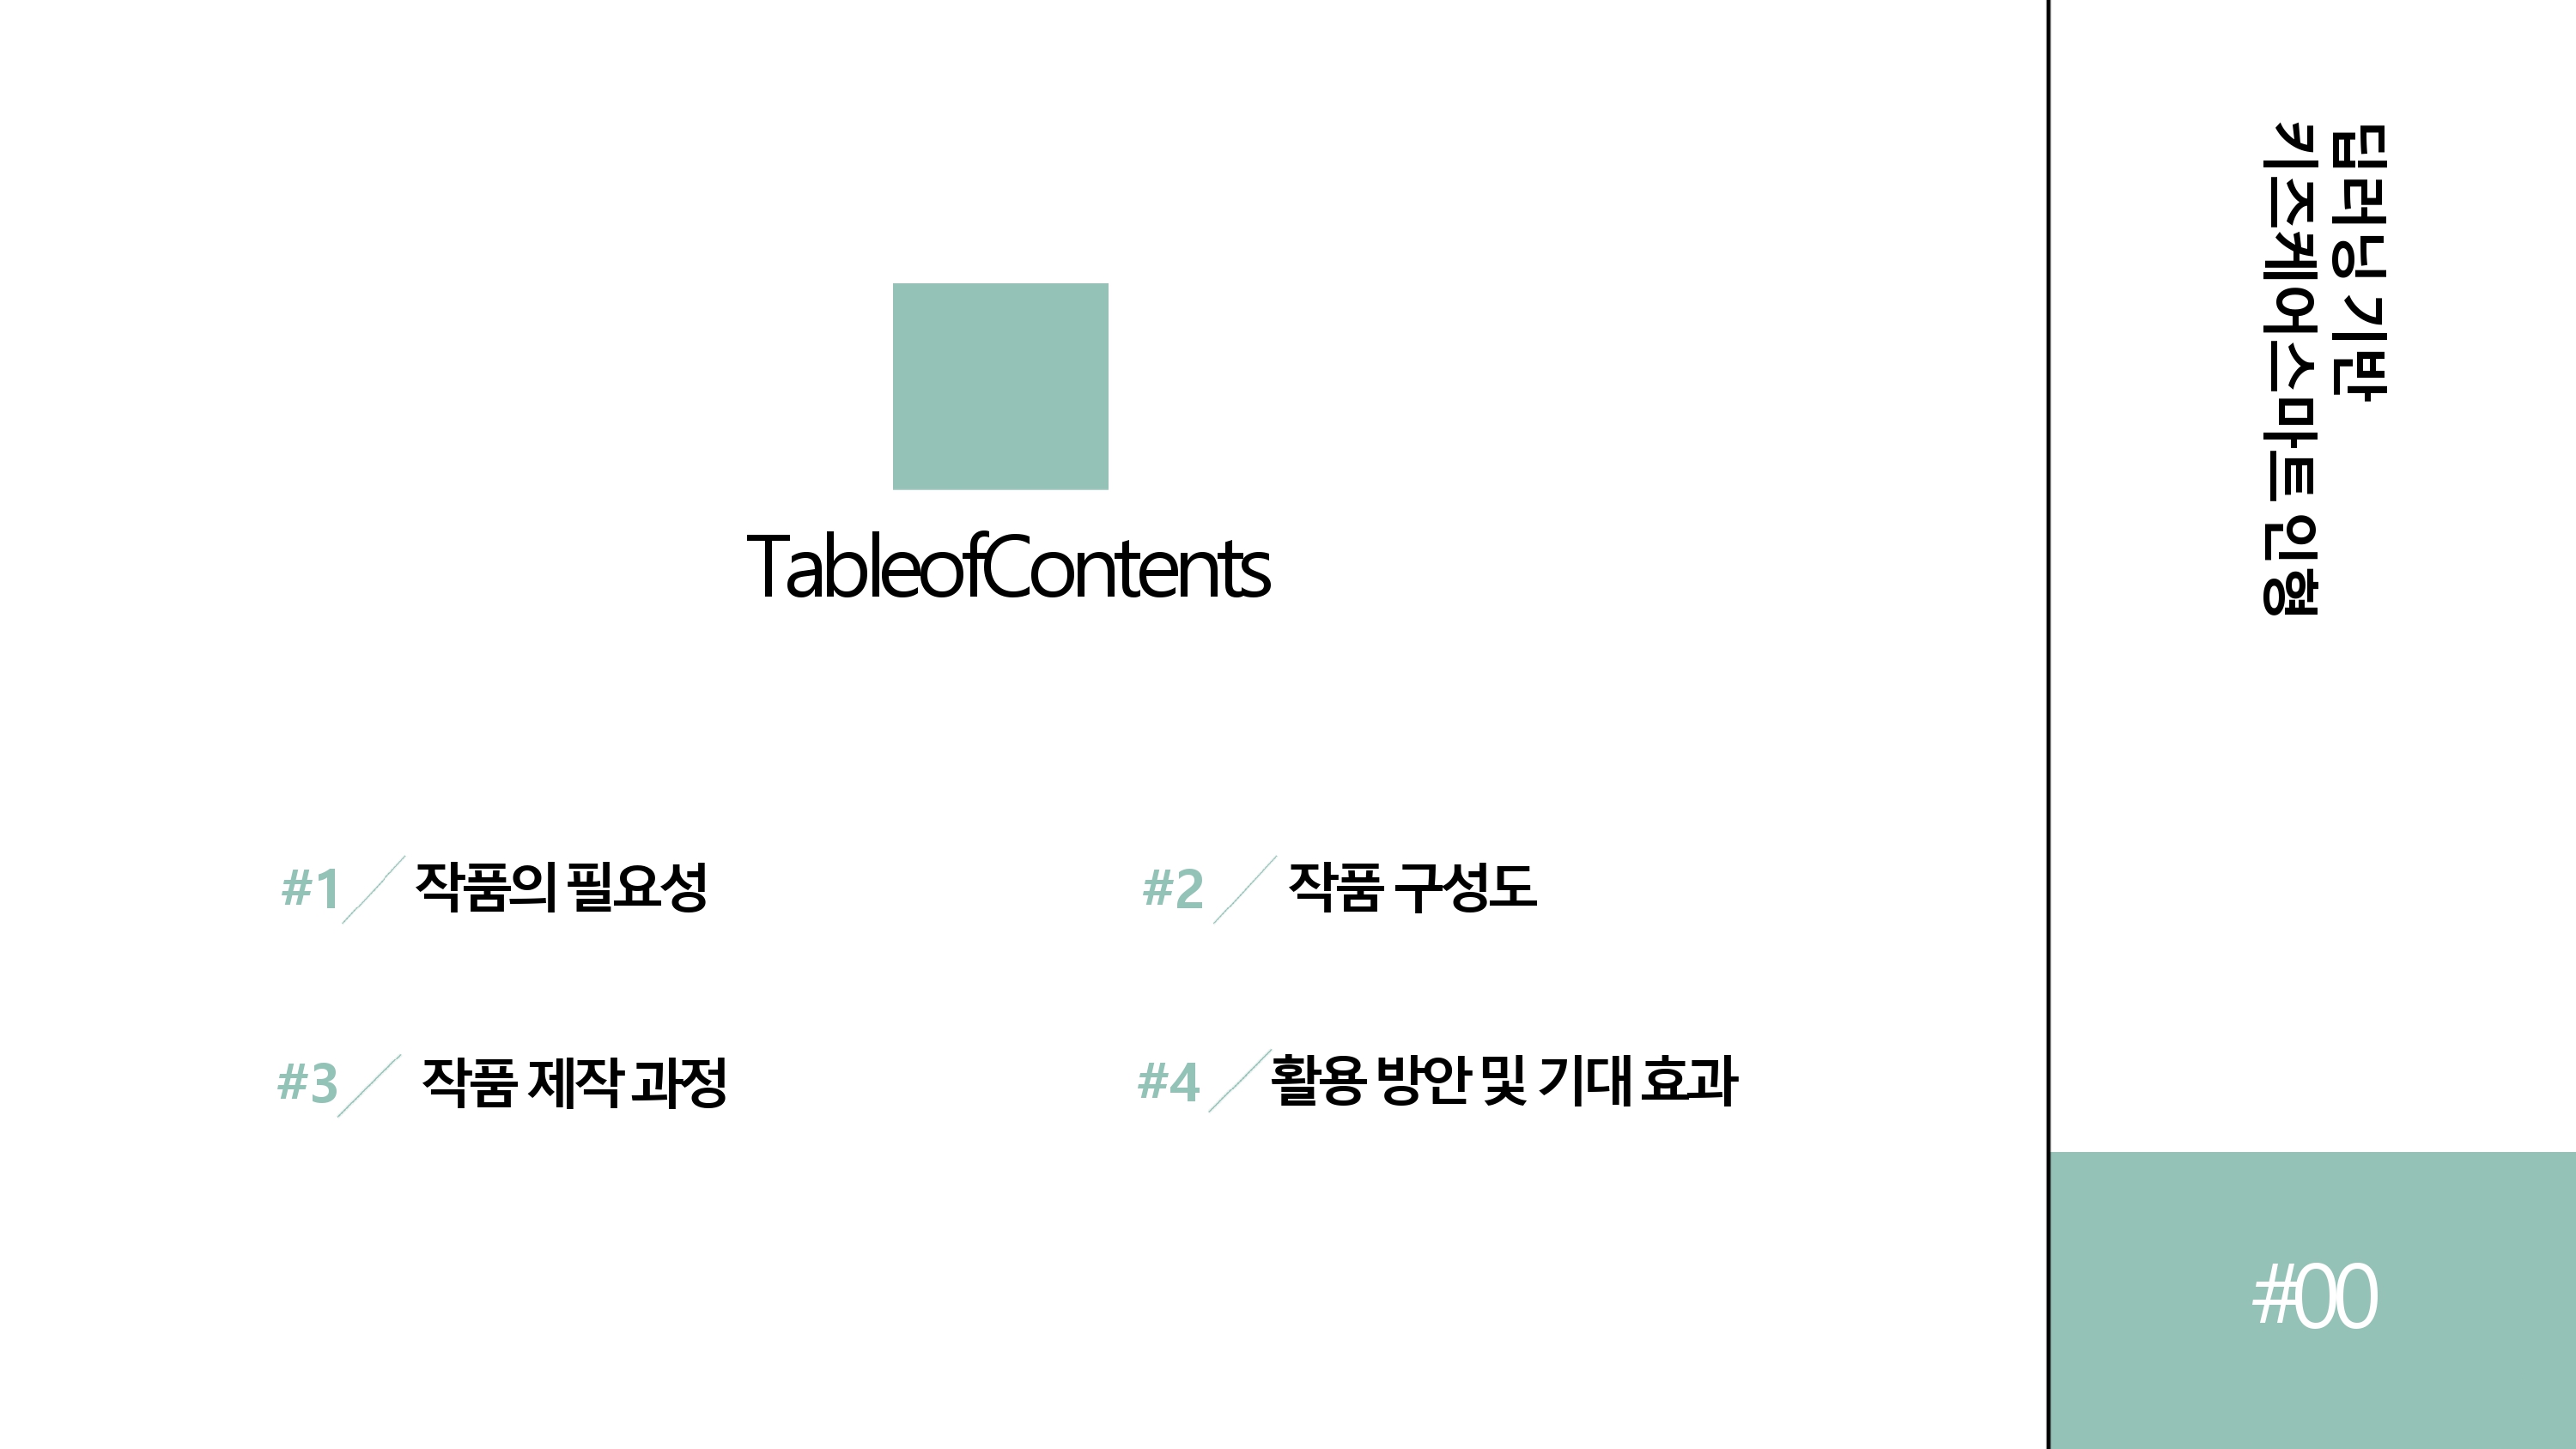 TableofContents
#1 작품의 필요성
#2 작품 구성도
#3 작품 제작 과정
#4 활용 방안 및 기대 효과
딥러닝 기반
키즈케어스마트 인형
#00